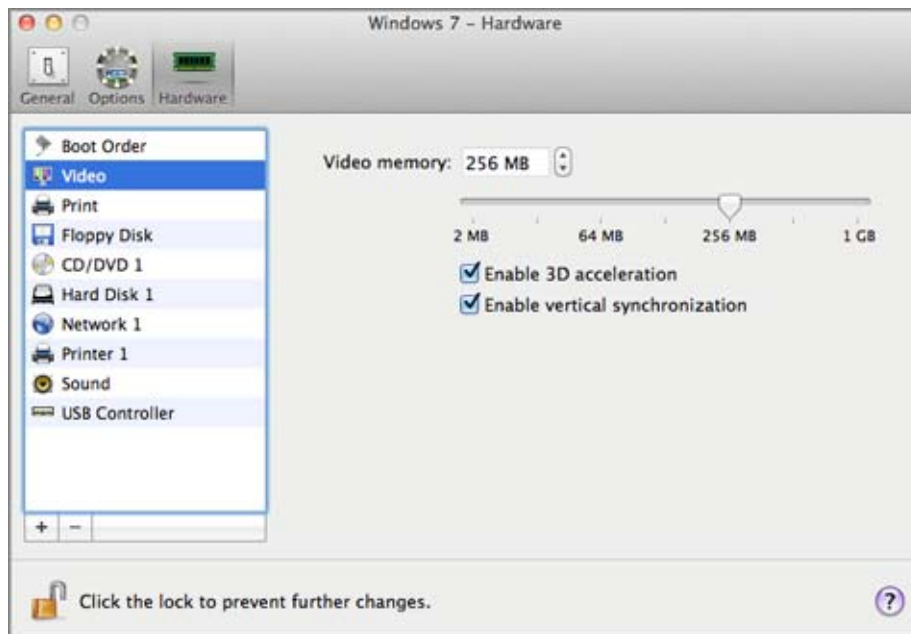 Windows 7 – Hardware
General Options Hardware
Boot Order
Video
Print
Floppy Disk
CD/DVD 1
Hard Disk 1
Network 1
Printer 1
Sound
USB Controller
+ −
Video memory: 256 MB
2 MB 64 MB 256 MB 1 GB
Enable 3D acceleration
Enable vertical synchronization
Click the lock to prevent further changes.
?